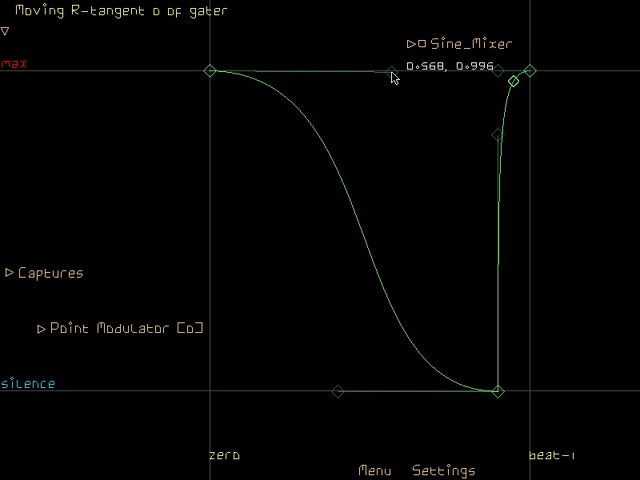 Moving R-tangent 0 of gater
Sine_Mixer
max
0.568, 0.996
Captures
Point Modulator [0]
silence
zero
beat-1
Menu Settings